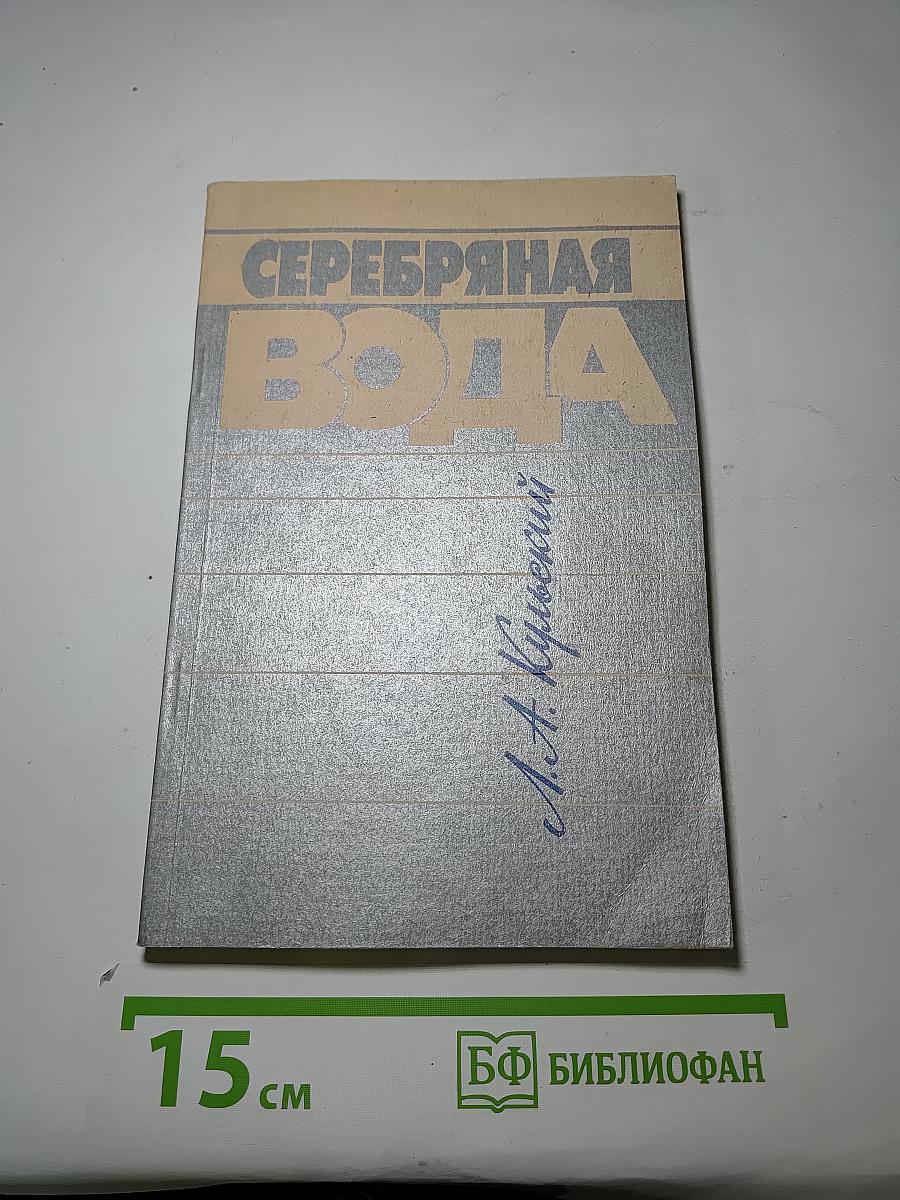 СЕРЕБРЯНАЯ
ВОДА
Л. А. Кульский
15 см
БФ БИБЛИОФАН